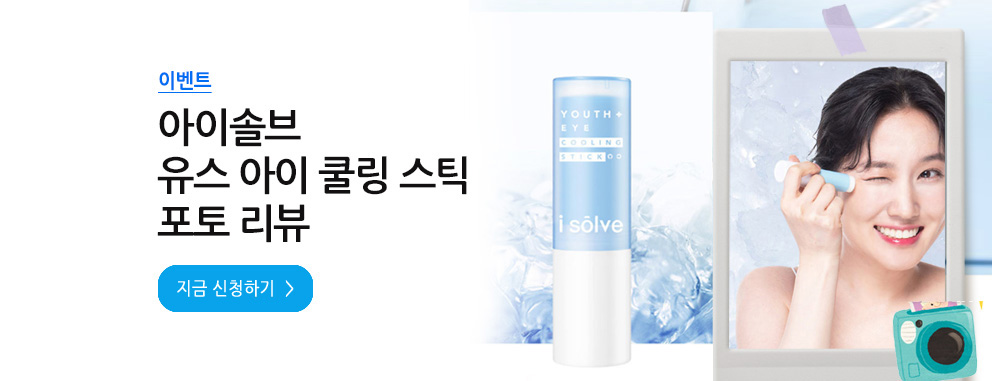 이벤트
아이솔브
유스 아이 쿨링 스틱
포토 리뷰
지금 신청하기 >
YOUTH +
EYE
COOLING
STICK
i sōlve